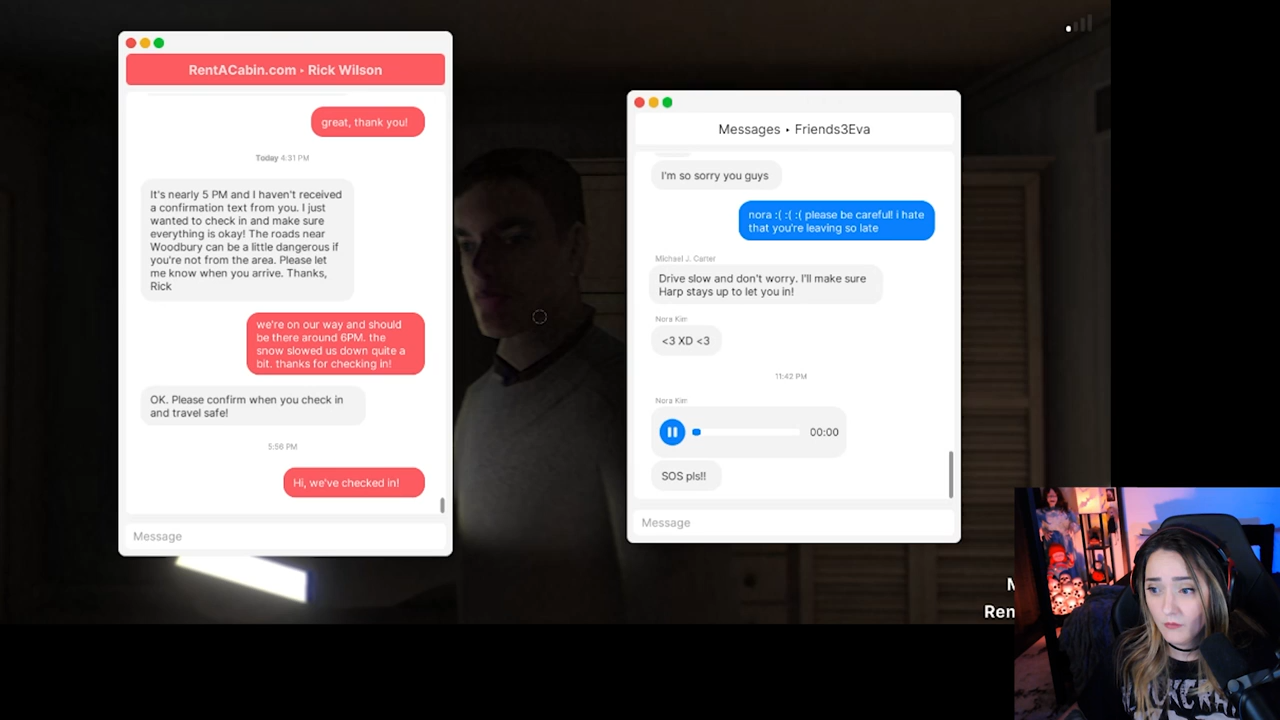 RentACabin.com • Rick Wilson
great, thank you!
Today 4:31 PM
It's nearly 5 PM and I haven't received
a confirmation text from you. I just
wanted to check in and make sure
everything is okay! The roads near
Woodbury can be a little dangerous if
you're not from the area. Please let
me know when you arrive. Thanks,
Rick
we're on our way and should
be there around 6PM. the
snow slowed us down quite a
bit. thanks for checking in!
OK. Please confirm when you check in
and travel safe!
5:56 PM
Hi, we've checked in!
Message
Messages • Friends3Eva
I'm so sorry you guys
nora :( :( :( please be careful! i hate
that you're leaving so late
Michael J. Carter
Drive slow and don't worry. I'll make sure
Harp stays up to let you in!
Nora Kim
<3 XD <3
11:42 PM
Nora Kim
00:00
SOS pls!!
Message
M
Ren